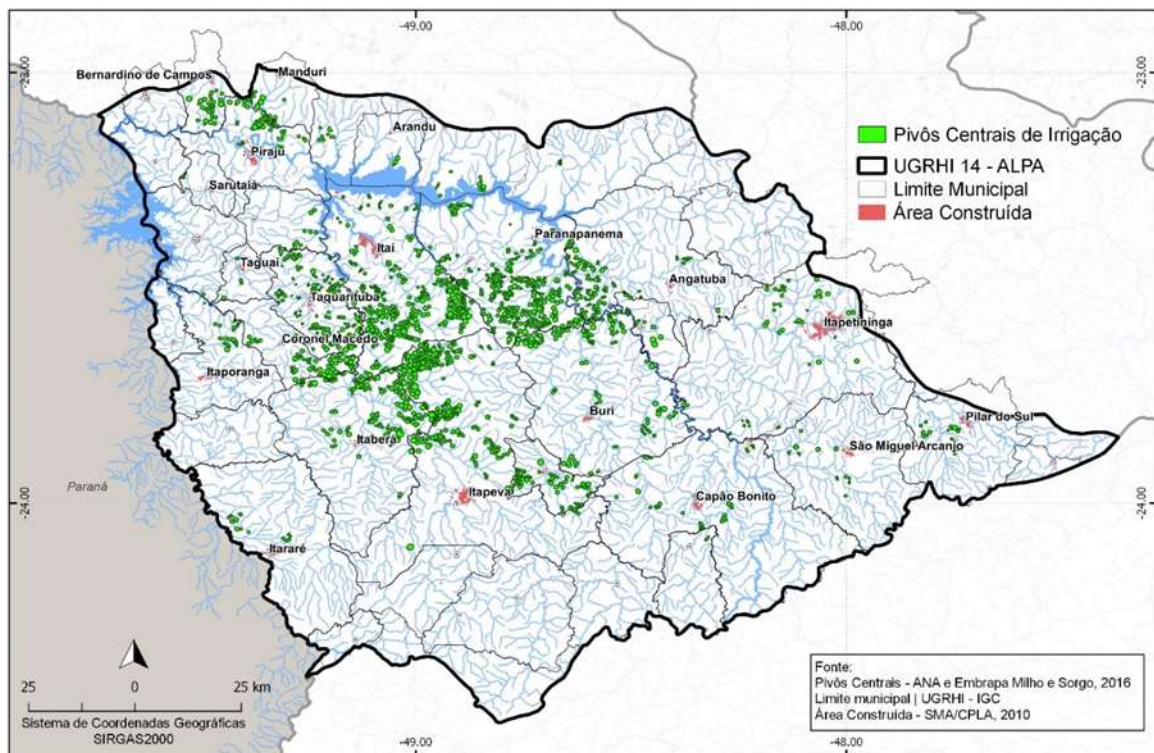 -49.00
-48.00
-23.00
-23.00
Bernardino de Campos
Manduri
Arandu
Piraju
Sarutaiá
Pivôs Centrais de Irrigação
UGRHI 14 - ALPA
Limite Municipal
Área Construída
Paranapanema
Itaí
Taguaí
Angatuba
Taquarituba
Itapetininga
Coronel Macedo
Itaporanga
Buri
Pilar do Sul
Itaberá
São Miguel Arcanjo
Paraná
Itapeva
Capão Bonito
-24.00
-24.00
Itararé
25 0 25 km
Sistema de Coordenadas Geográficas
SIRGAS2000
Fonte:
Pivôs Centrais - ANA e Embrapa Milho e Sorgo, 2016
Limite municipal | UGRHI - IGC
Área Construída - SMA/CPLA, 2010
-49.00
-48.00